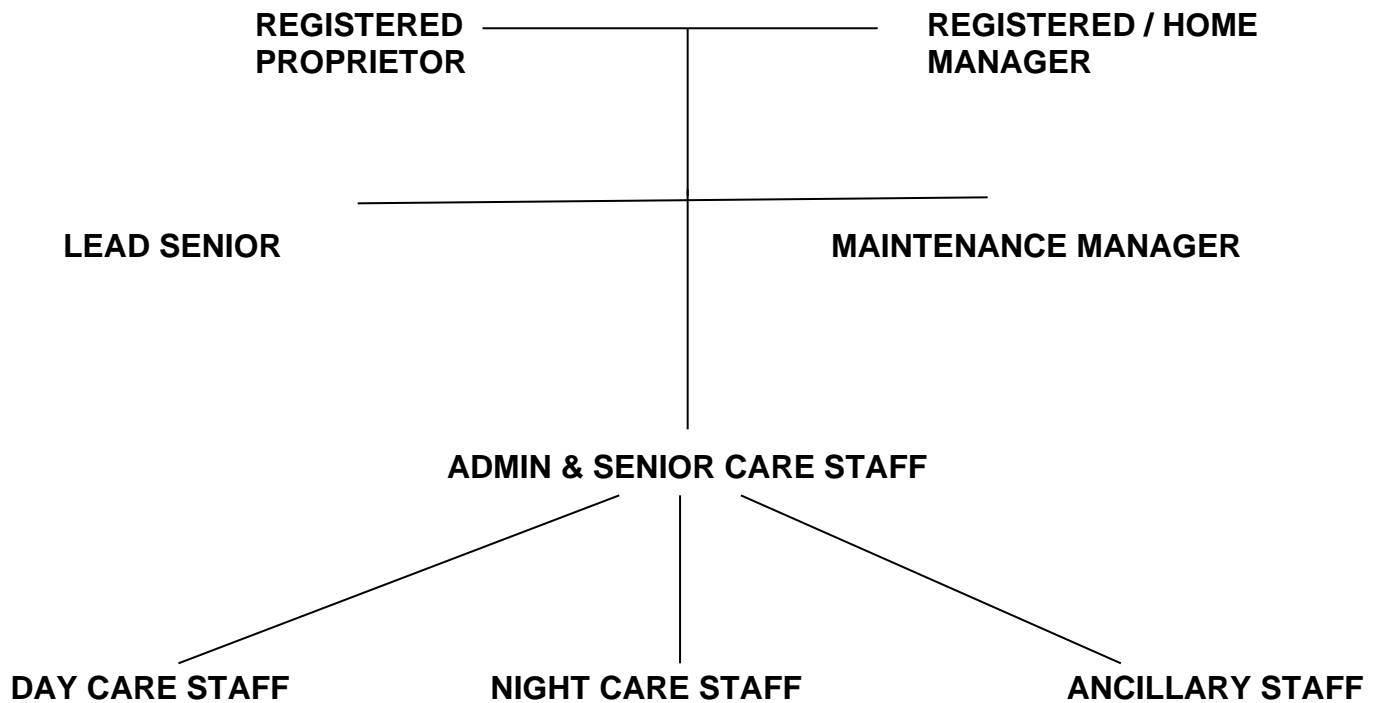 REGISTERED
PROPRIETOR
REGISTERED / HOME
MANAGER
LEAD SENIOR
MAINTENANCE MANAGER
ADMIN & SENIOR CARE STAFF
DAY CARE STAFF
NIGHT CARE STAFF
ANCILLARY STAFF